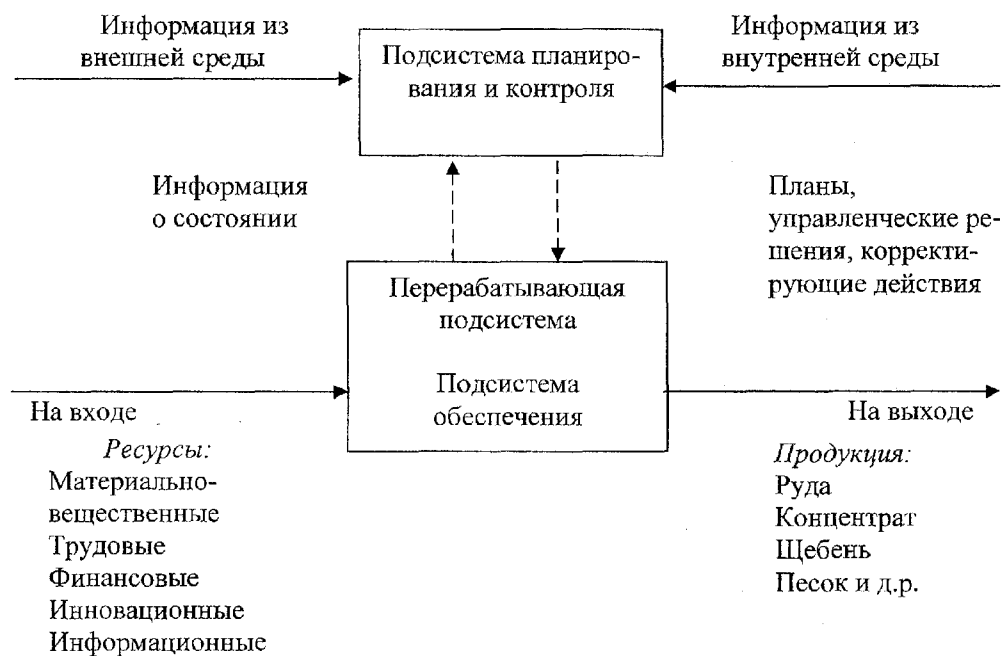 Информация из
внешней среды
Подсистема планиро-
вания и контроля
Информация из
внутренней среды
Информация
о состоянии
Планы,
управленческие ре-
шения, корректи-
рующие действия
Перерабатывающая
подсистема
Подсистема
обеспечения
На входе
Ресурсы:
Материально-
вещественные
Трудовые
Финансовые
Инновационные
Информационные
На выходе
Продукция:
Руда
Концентрат
Щебень
Песок и д.р.